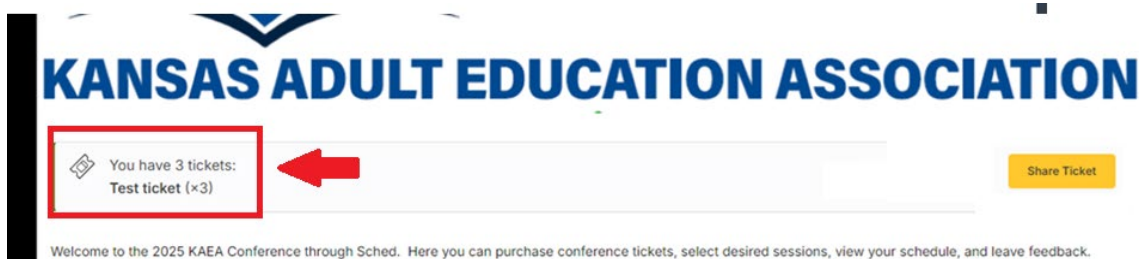 KANSAS ADULT EDUCATION ASSOCIATION
You have 3 tickets:
Test ticket (×3)
Share Ticket
Welcome to the 2025 KAEA Conference through Sched. Here you can purchase conference tickets, select desired sessions, view your schedule, and leave feedback.